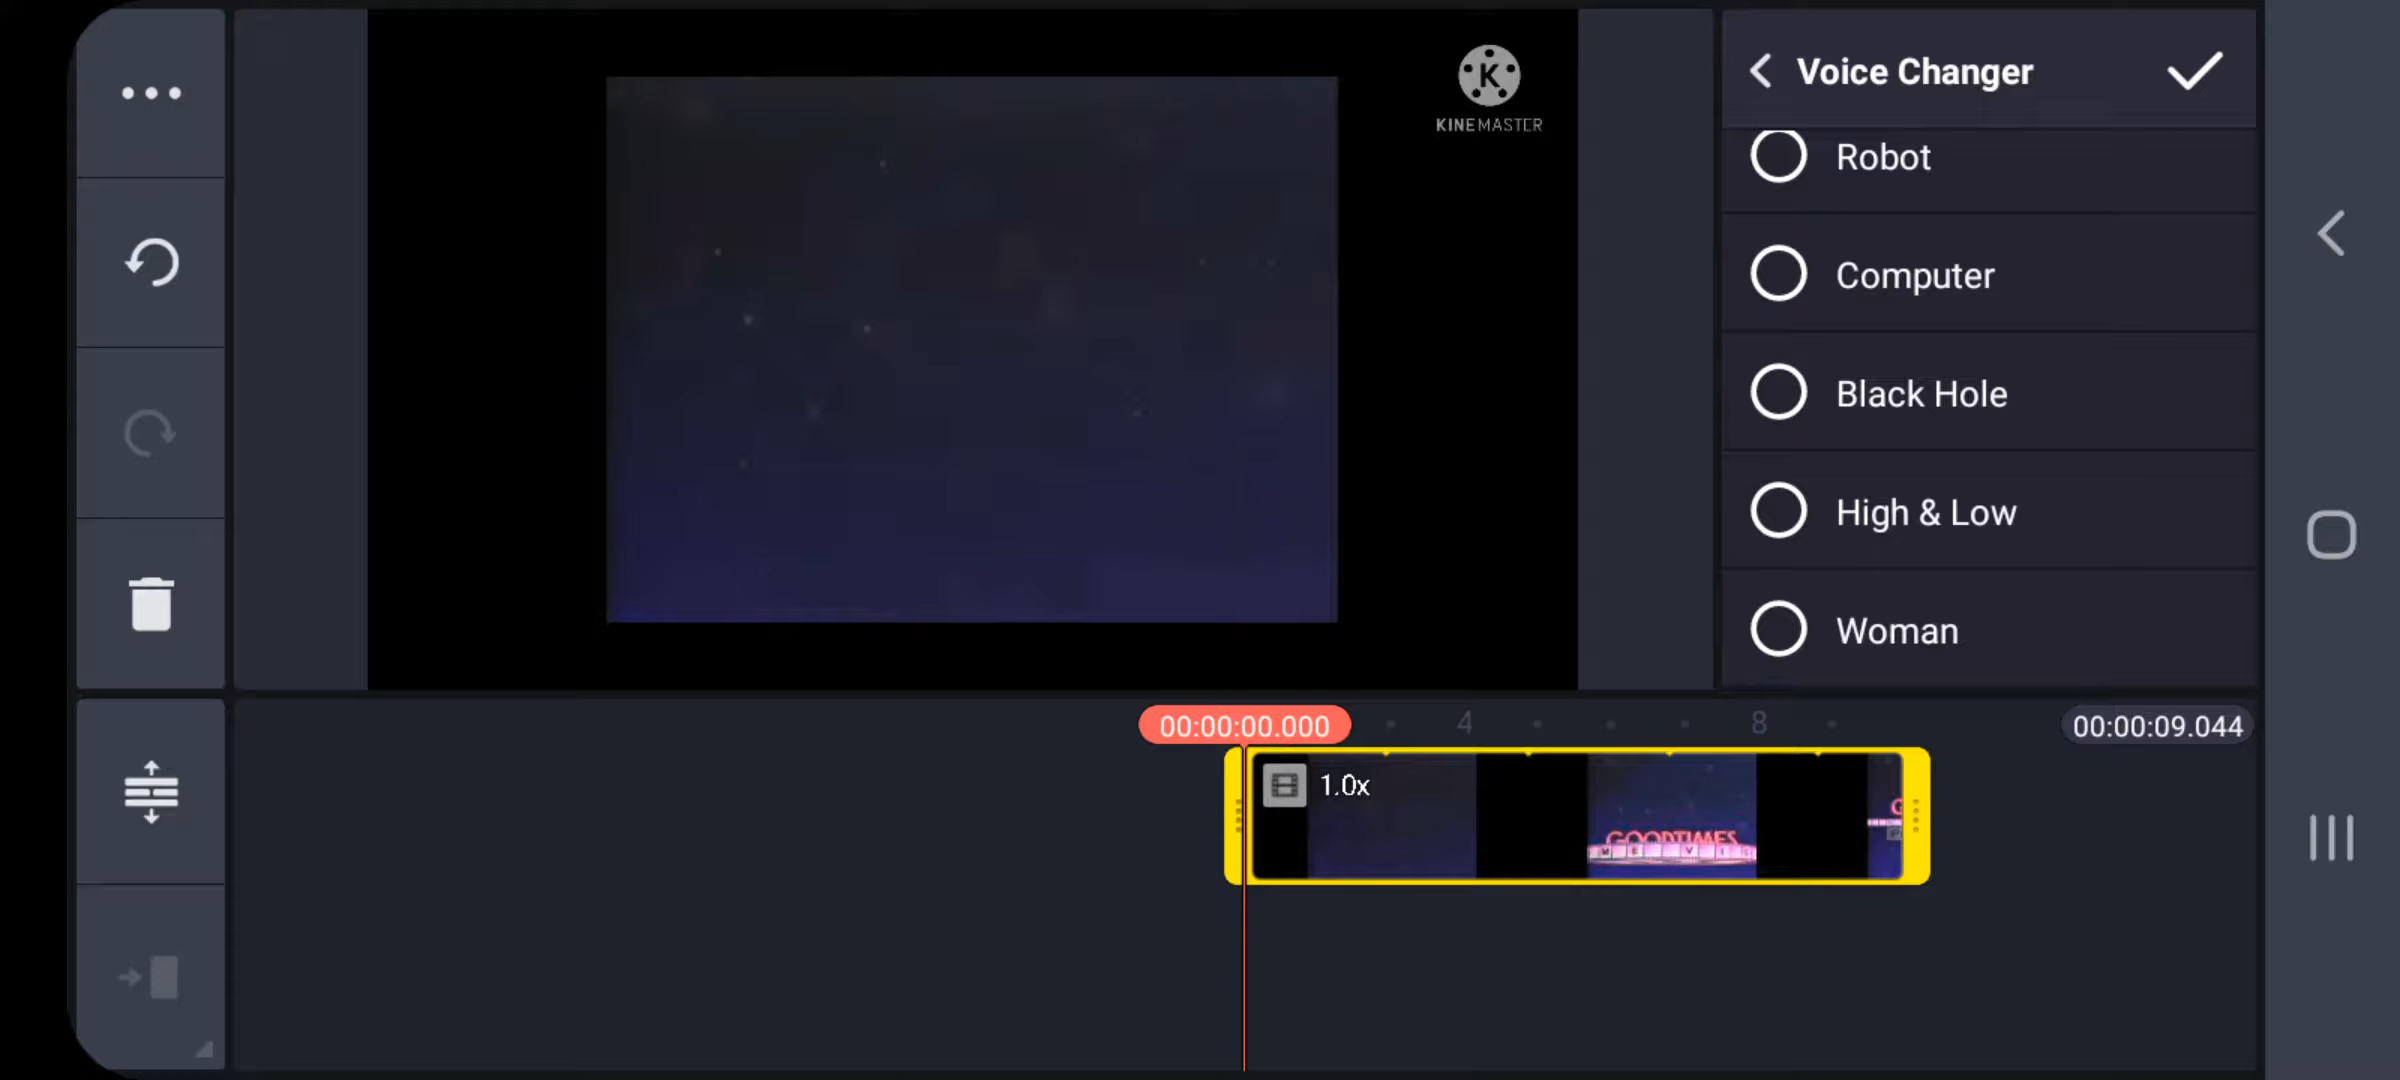 KINEMASTER
Voice Changer
Robot
Computer
Black Hole
High & Low
Woman
00:00:00.000
4
8
00:00:09.044
1.0x
GOODTIMES